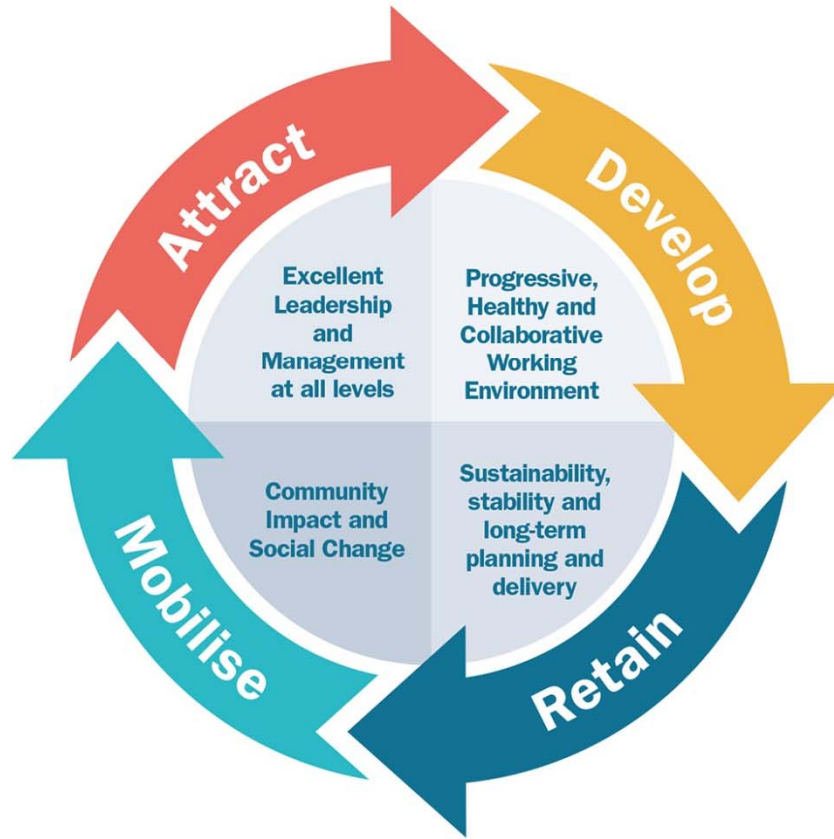 Attract
Develop
Excellent
Leadership
and
Management
at all levels
Progressive,
Healthy and
Collaborative
Working
Environment
Community
Impact and
Social Change
Sustainability,
stability and
long-term
planning and
delivery
Mobilise
Retain